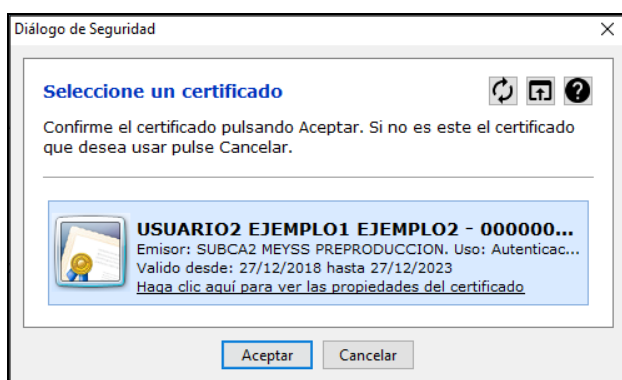 Diálogo de Seguridad
Seleccione un certificado
Confirme el certificado pulsando Aceptar. Si no es este el certificado
que desea usar pulse Cancelar.
USUARIO2 EJEMPLO1 EJEMPLO2 - 000000...
Emisor: SUBCA2 MEYSS PREPRODUCCION. Uso: Autenticac...
Valido desde: 27/12/2018 hasta 27/12/2023
Haga clic aquí para ver las propiedades del certificado
Aceptar Cancelar